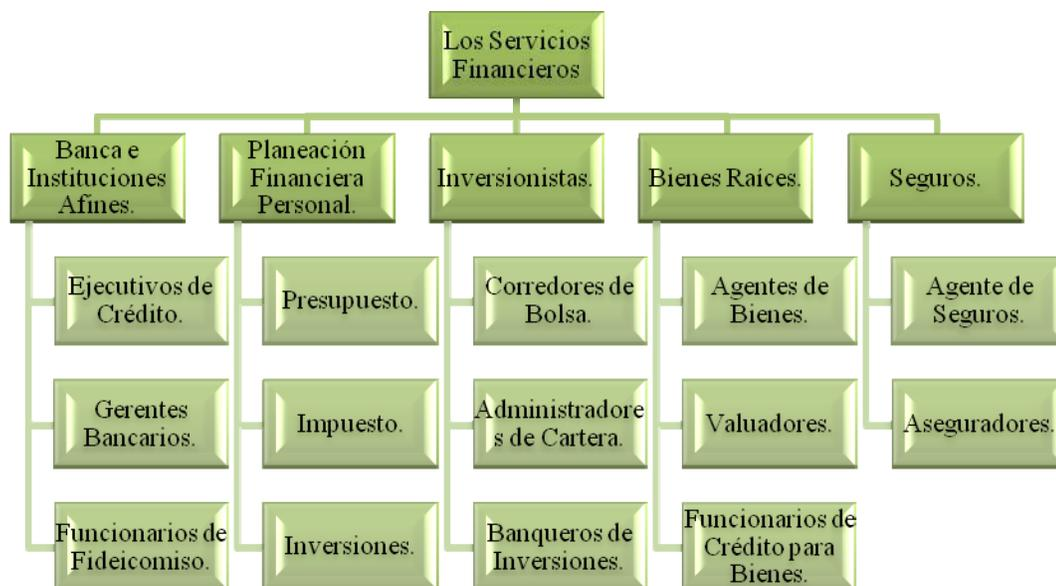 Los Servicios
Financieros
Banca e
Instituciones
Afines.
Planeación
Financiera
Personal.
Inversionistas.
Bienes Raíces.
Seguros.
Ejecutivos de
Crédito.
Presupuesto.
Corredores de
Bolsa.
Agentes de
Bienes.
Agente de
Seguros.
Gerentes
Bancarios.
Impuesto.
Administradore
s de Cartera.
Valuadores.
Aseguradores.
Funcionarios de
Fideicomiso.
Inversiones.
Banqueros de
Inversiones.
Funcionarios de
Crédito para
Bienes.